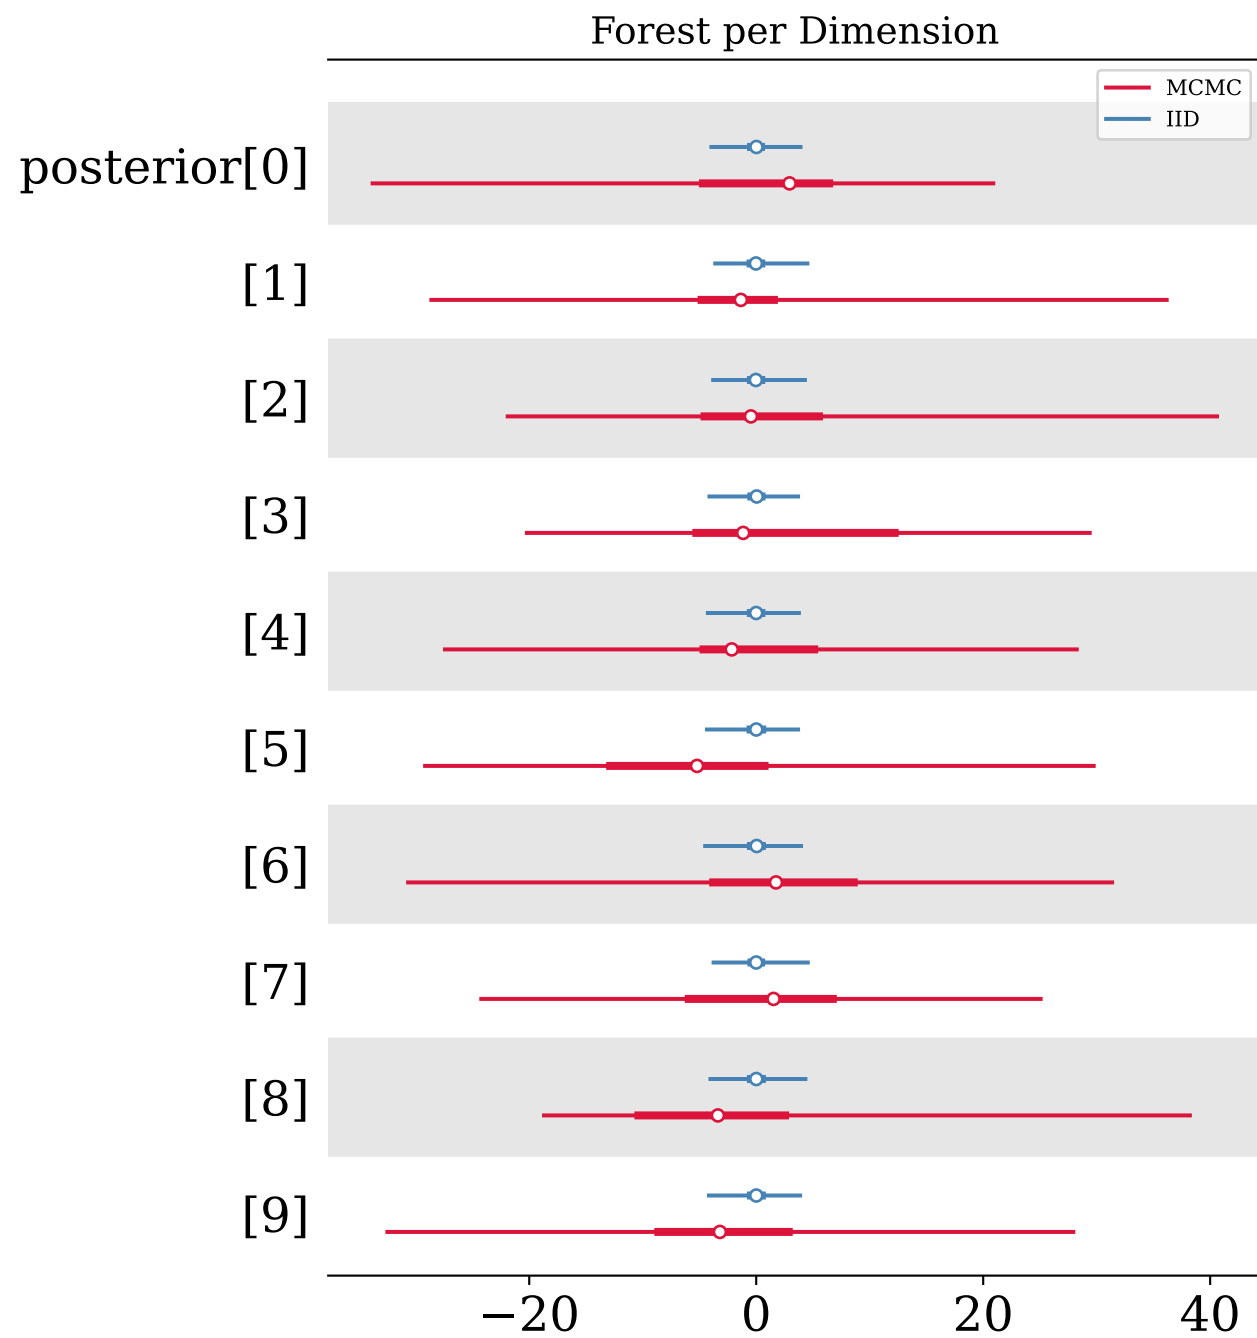 Forest per Dimension
MCMC
IID
posterior[0]
[1]
[2]
[3]
[4]
[5]
[6]
[7]
[8]
[9]
−20 0 20 40